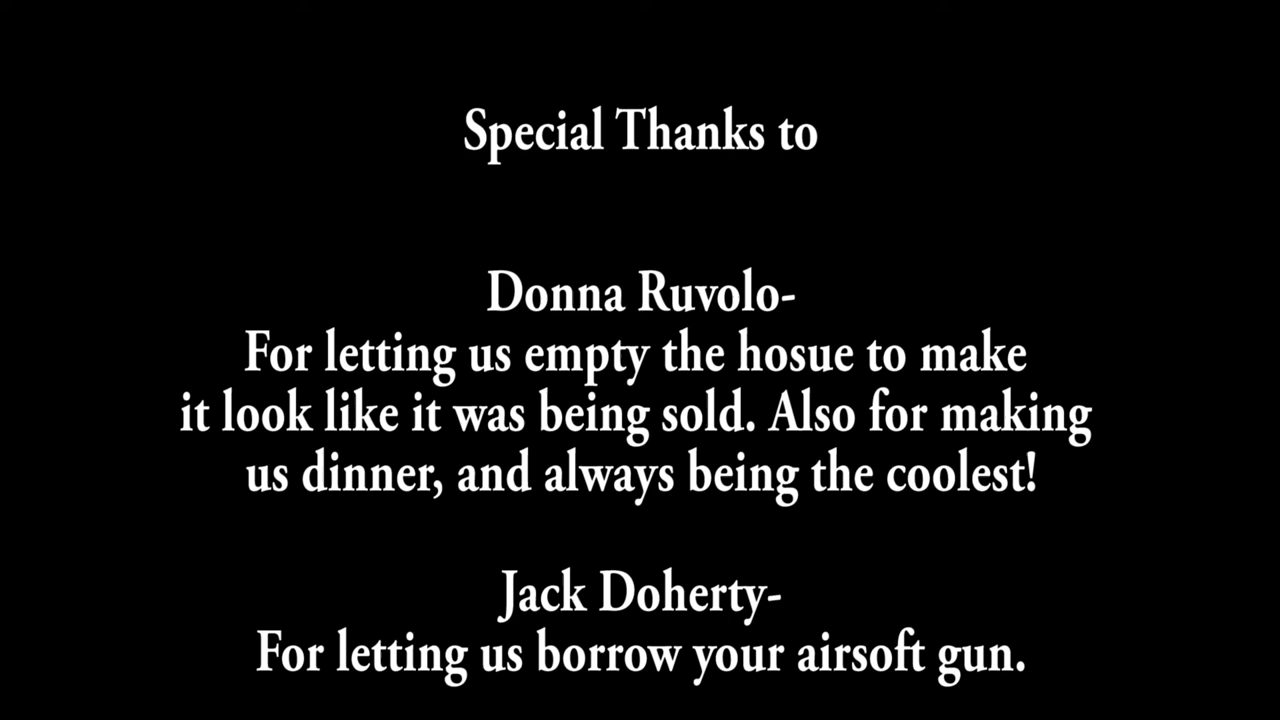 Special Thanks to
Donna Ruvolo-
For letting us empty the hosue to make
it look like it was being sold. Also for making
us dinner, and always being the coolest!
Jack Doherty-
For letting us borrow your airsoft gun.